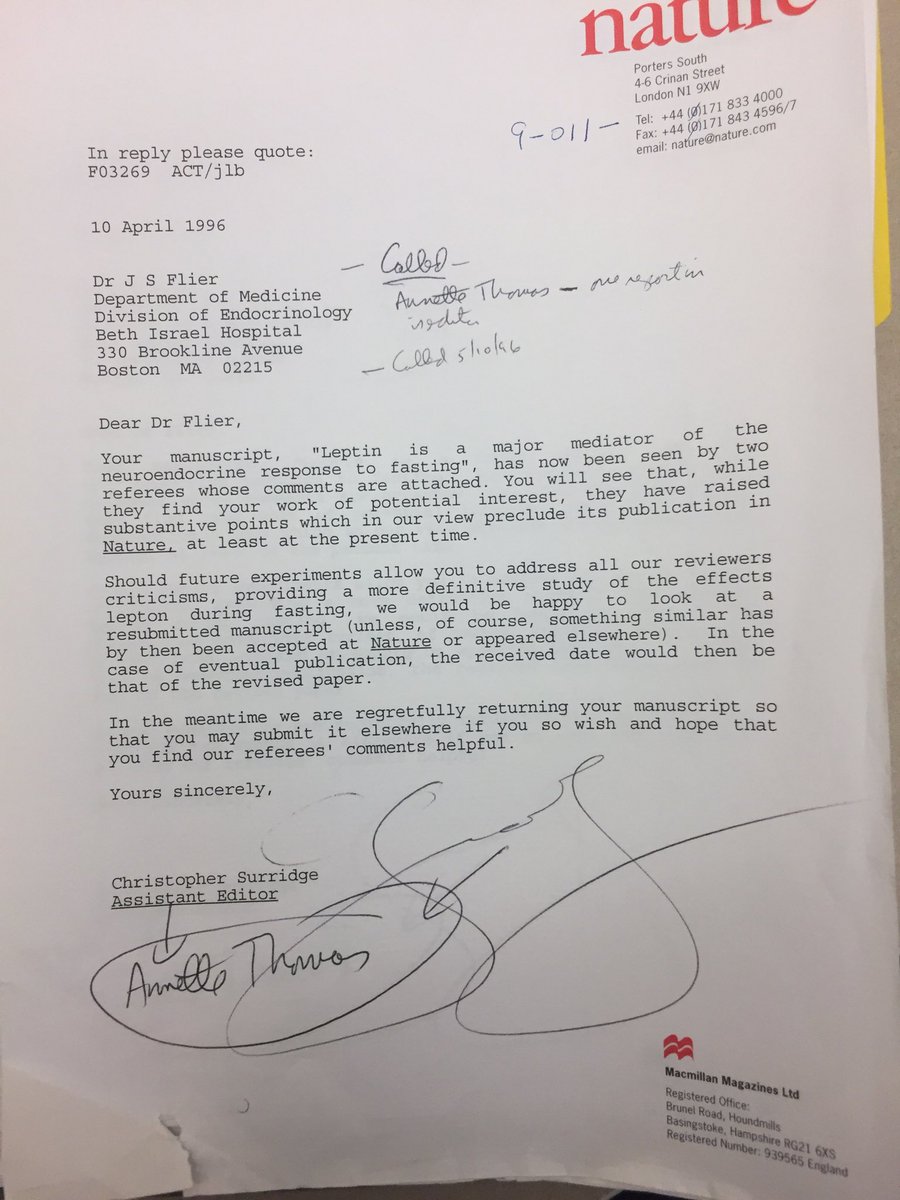 nature
Porters South
4-6 Crinan Street
London N1 9XW
Tel: +44 (0)171 833 4000
Fax: +44 (0)171 843 4596/7
email: nature@nature.com
9-011-
In reply please quote:
F03269 ACT/jlb
10 April 1996
— Called —
Annette Thomas — one report in
— Called 5/10/96
Dr J S Flier
Department of Medicine
Division of Endocrinology
Beth Israel Hospital
330 Brookline Avenue
Boston MA 02215
Dear Dr Flier,
Your manuscript, "Leptin is a major mediator of the
neuroendocrine response to fasting", has now been seen by two
referees whose comments are attached. You will see that, while
they find your work of potential interest, they have raised
substantive points which in our view preclude its publication in
Nature, at least at the present time.
Should future experiments allow you to address all our reviewers
criticisms, providing a more definitive study of the effects
lepton during fasting, we would be happy to look at a
resubmitted manuscript (unless, of course, something similar has
by then been accepted at Nature or appeared elsewhere). In the
case of eventual publication, the received date would then be
that of the revised paper.
In the meantime we are regretfully returning your manuscript so
that you may submit it elsewhere if you so wish and hope that
you find our referees' comments helpful.
Yours sincerely,
Christopher Surridge
Assistant Editor
Annette Thomas
Macmillan Magazines Ltd
Registered Office:
Brunel Road, Houndmills
Basingstoke, Hampshire RG21 6XS
Registered Number: 939565 England